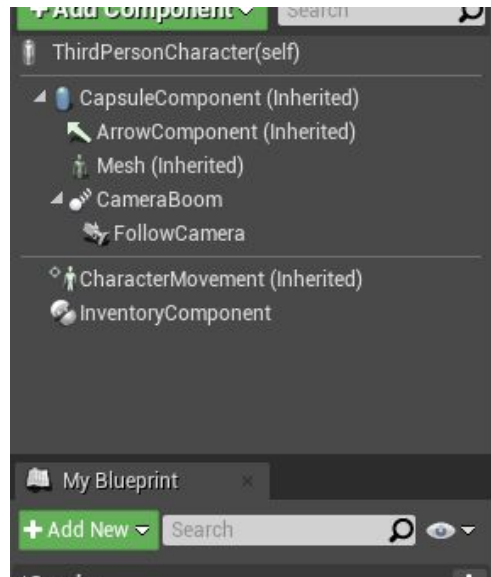 + Add Component Search
ThirdPersonCharacter(self)
CapsuleComponent (Inherited)
ArrowComponent (Inherited)
Mesh (Inherited)
CameraBoom
FollowCamera
CharacterMovement (Inherited)
InventoryComponent
My Blueprint
+ Add New Search